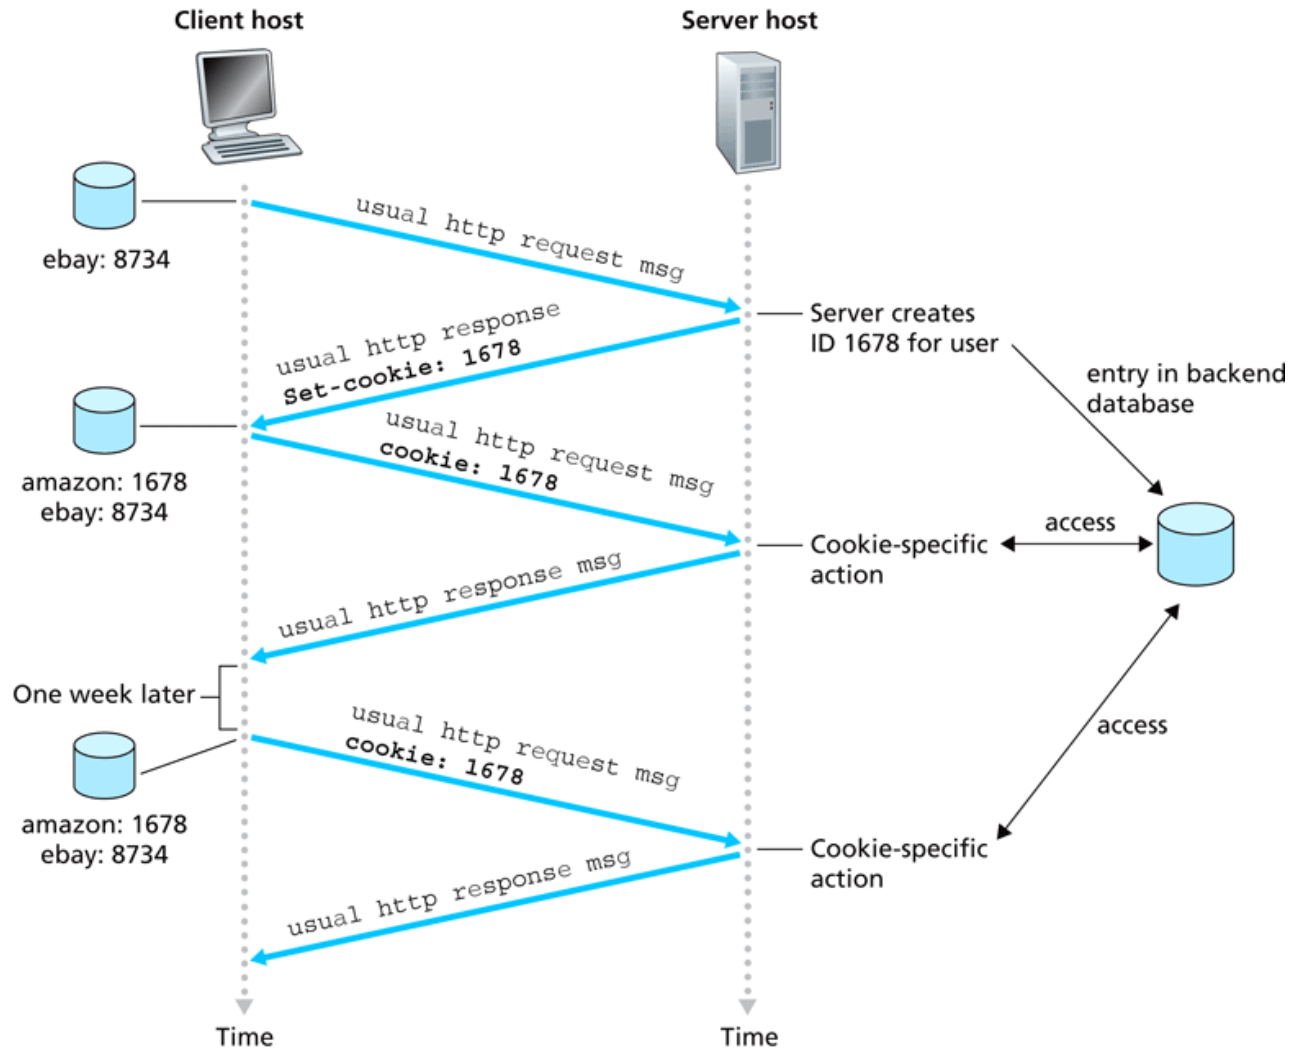 Client host
Server host
usual http request msg
ebay: 8734
Server creates
ID 1678 for user
usual http response
Set-cookie: 1678
entry in backend
database
usual http request msg
cookie: 1678
amazon: 1678
ebay: 8734
access
Cookie-specific
action
usual http response msg
One week later
usual http request msg
cookie: 1678
access
amazon: 1678
ebay: 8734
Cookie-specific
action
usual http response msg
Time
Time